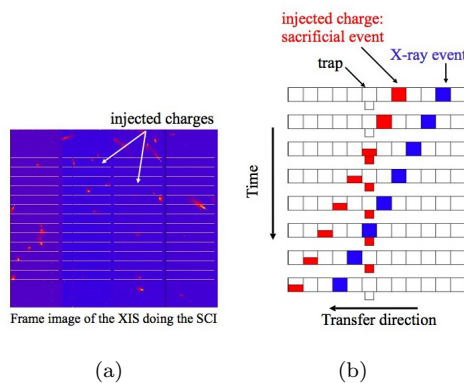 injected charges
Frame image of the XIS doing the SCI
(a)
injected charge:
sacrificial event
X-ray event
trap
Time
Transfer direction
(b)